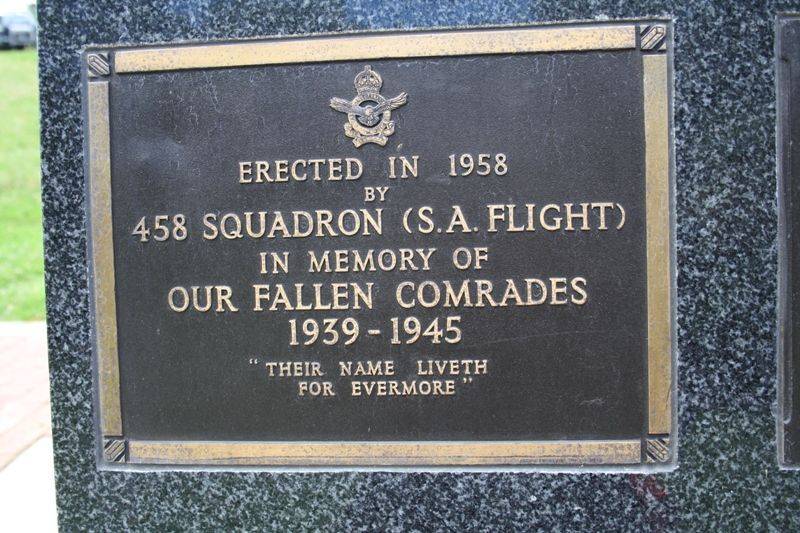 ERECTED IN 1958
BY
458 SQUADRON (S.A. FLIGHT)
IN MEMORY OF
OUR FALLEN COMRADES
1939 - 1945
" THEIR NAME LIVETH
FOR EVERMORE "